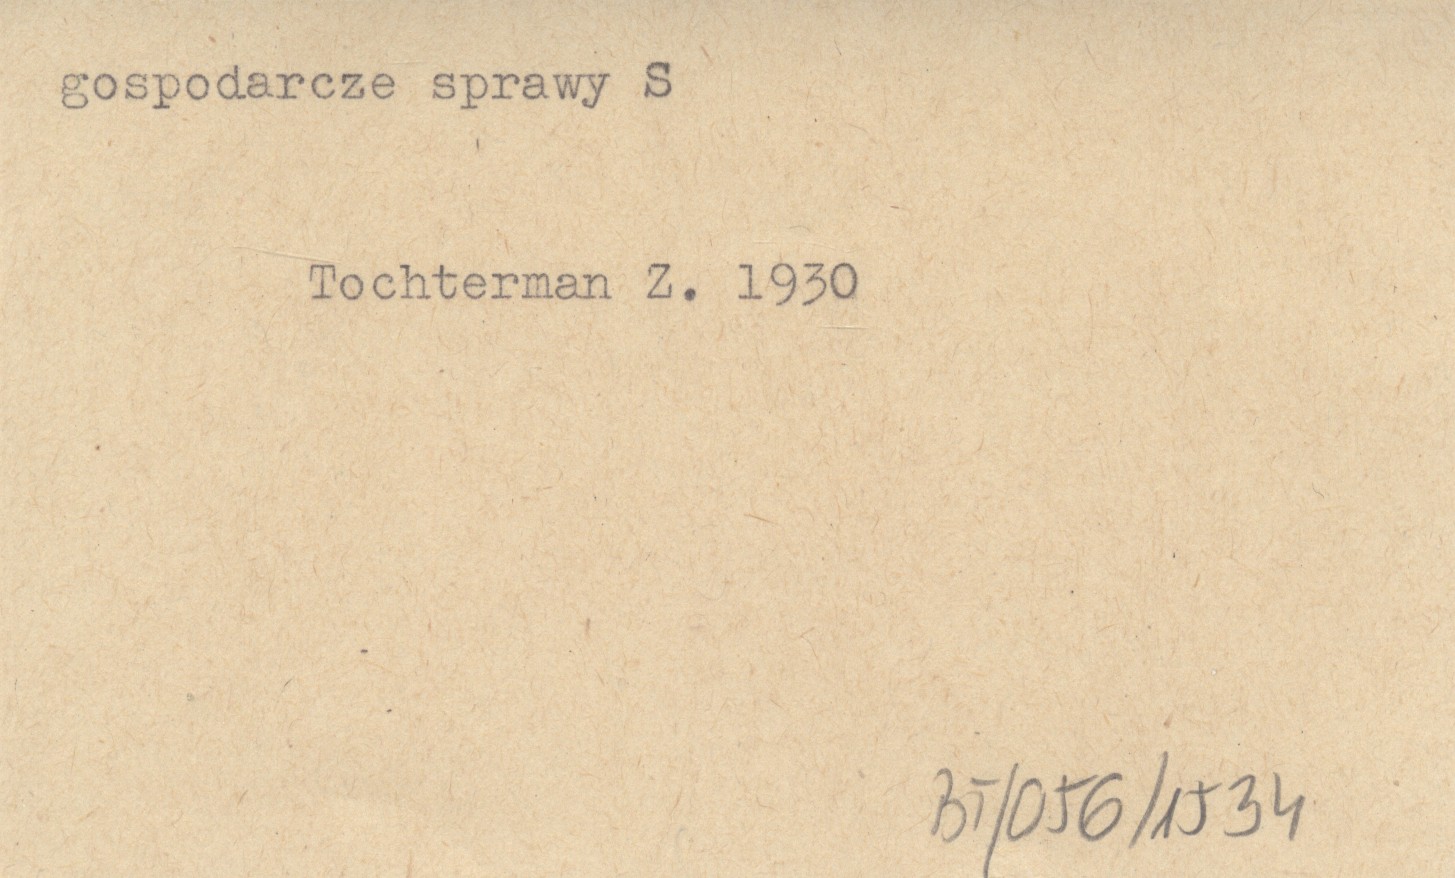 gospodarcze sprawy S
Tochterman Z. 1930
BT/056/1534